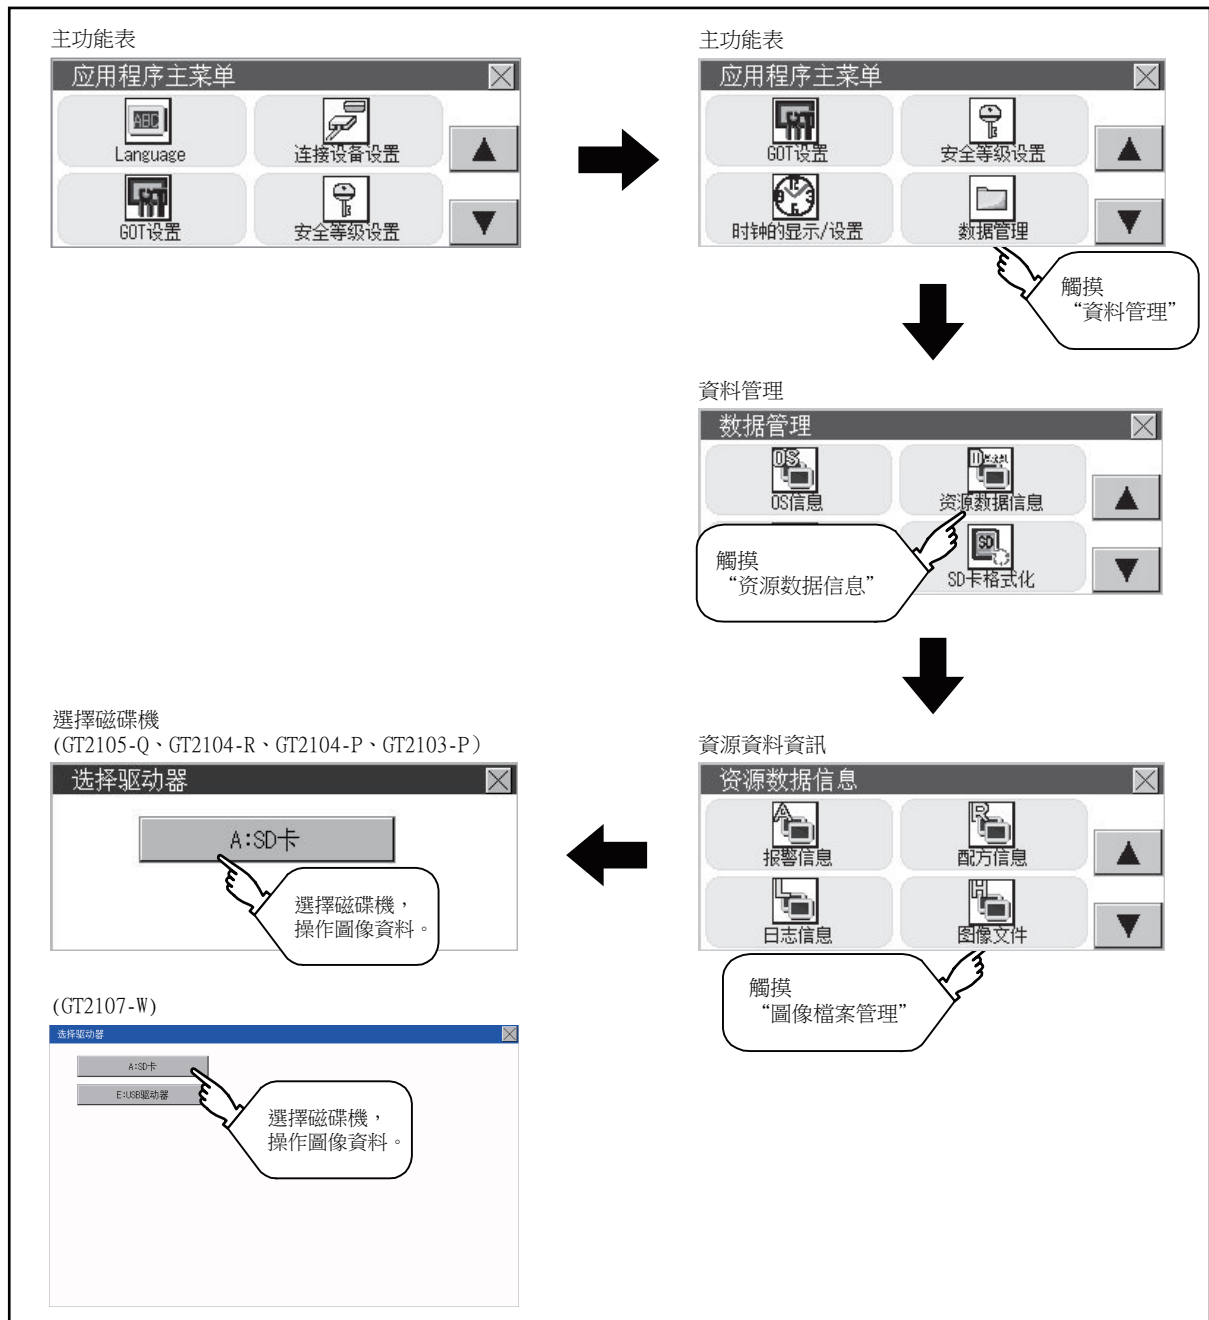 主功能表
应用程序主菜单
ABC
Language
连接设备设置
GOT设置
安全等级设置
主功能表
应用程序主菜单
GOT设置
安全等级设置
时钟的显示/设置
数据管理
觸摸
“資料管理”
資料管理
数据管理
OS信息
资源数据信息
SD卡格式化
觸摸
“资源数据信息”
選擇磁碟機
(GT2105-Q、GT2104-R、GT2104-P、GT2103-P)
选择驱动器
A:SD卡
選擇磁碟機，
操作圖像資料。
資源資料資訊
资源数据信息
报警信息
配方信息
日志信息
图像文件
觸摸
“圖像檔案管理”
(GT2107-W)
选择驱动器
A:SD卡
E:USB驱动器
選擇磁碟機，
操作圖像資料。